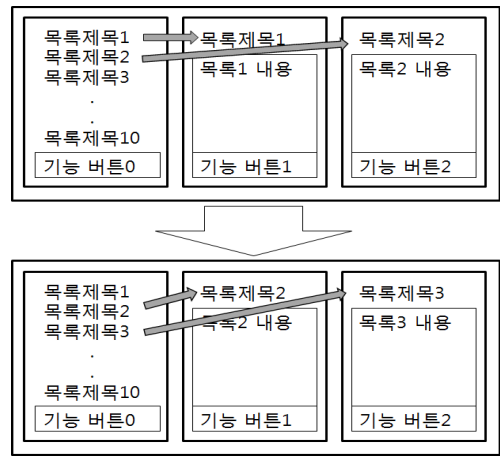 목록제목1
목록제목2
목록제목3
.
.
목록제목10
기능 버튼0
목록제목1
목록1 내용
기능 버튼1
목록제목2
목록2 내용
기능 버튼2
목록제목1
목록제목2
목록제목3
.
.
목록제목10
기능 버튼0
목록제목2
목록2 내용
기능 버튼1
목록제목3
목록3 내용
기능 버튼2